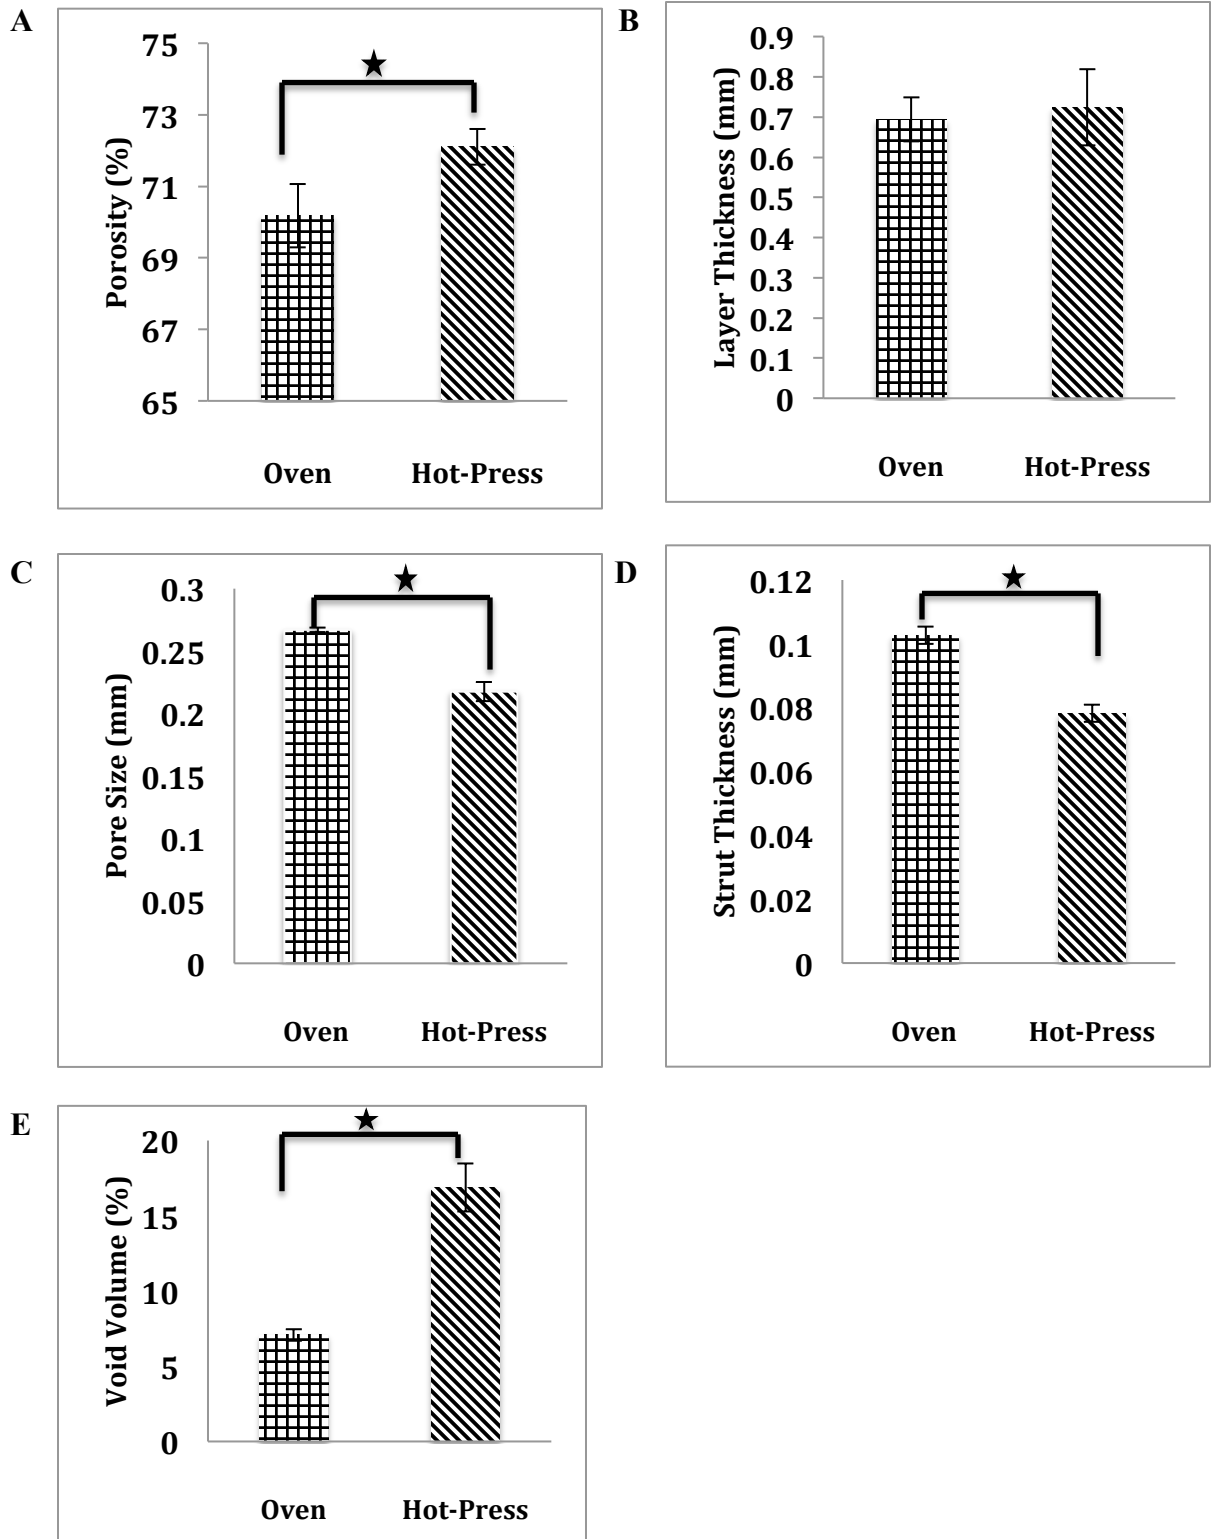 A
Porosity (%)
75
73
71
69
67
65
Oven Hot-Press
B
Layer Thickness (mm)
0.9
0.8
0.7
0.6
0.5
0.4
0.3
0.2
0.1
0
Oven Hot-Press
C
Pore Size (mm)
0.3
0.25
0.2
0.15
0.1
0.05
0
Oven Hot-Press
D
Strut Thickness (mm)
0.12
0.1
0.08
0.06
0.04
0.02
0
Oven Hot-Press
E
Void Volume (%)
20
15
10
5
0
Oven Hot-Press